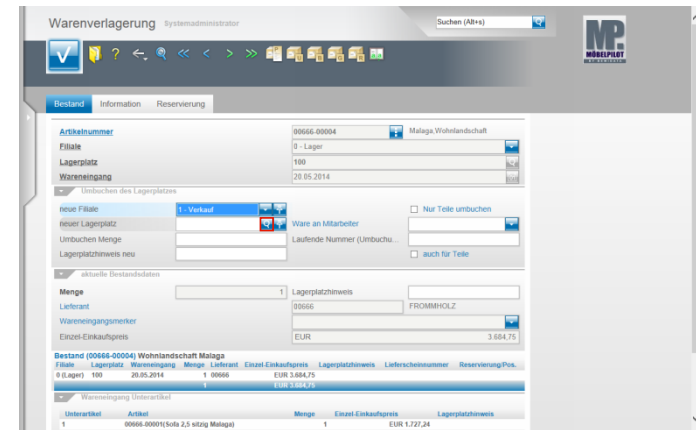 Warenverlagerung Systemadministrator
Suchen (Alt+s)
MP
MÖBELPILOT
Bestand Information Reservierung
Artikelnummer 00666-00004 Malaga,Wohnlandschaft
Filiale 0 - Lager
Lagerplatz 100
Wareneingang 20.05.2014
Umbuchen des Lagerplatzes
neue Filiale 1 - Verkauf Nur Teile umbuchen
neuer Lagerplatz Ware an Mitarbeiter
Umbuchen Menge Laufende Nummer (Umbuchu...
Lagerplatzhinweis neu auch für Teile
aktuelle Bestandsdaten
Menge 1 Lagerplatzhinweis
Lieferant 00666 FROMMHOLZ
Wareneingangsmerker
Einzel-Einkaufspreis EUR 3.684,75
Bestand (00666-00004) Wohnlandschaft Malaga
Filiale Lagerplatz Wareneingang Menge Lieferant Einzel-Einkaufspreis Lagerplatzhinweis Lieferscheinnummer Reservierung/Pos.
0 (Lager) 100 20.05.2014 1 00666 EUR 3.684,75
1 EUR 3.684,75
Wareneingang Unterartikel
Unterartikel Artikel Menge Einzel-Einkaufspreis Lagerplatzhinweis
1 00666-00001(Sofa 2,5 sitzig Malaga) 1 EUR 1.727,24